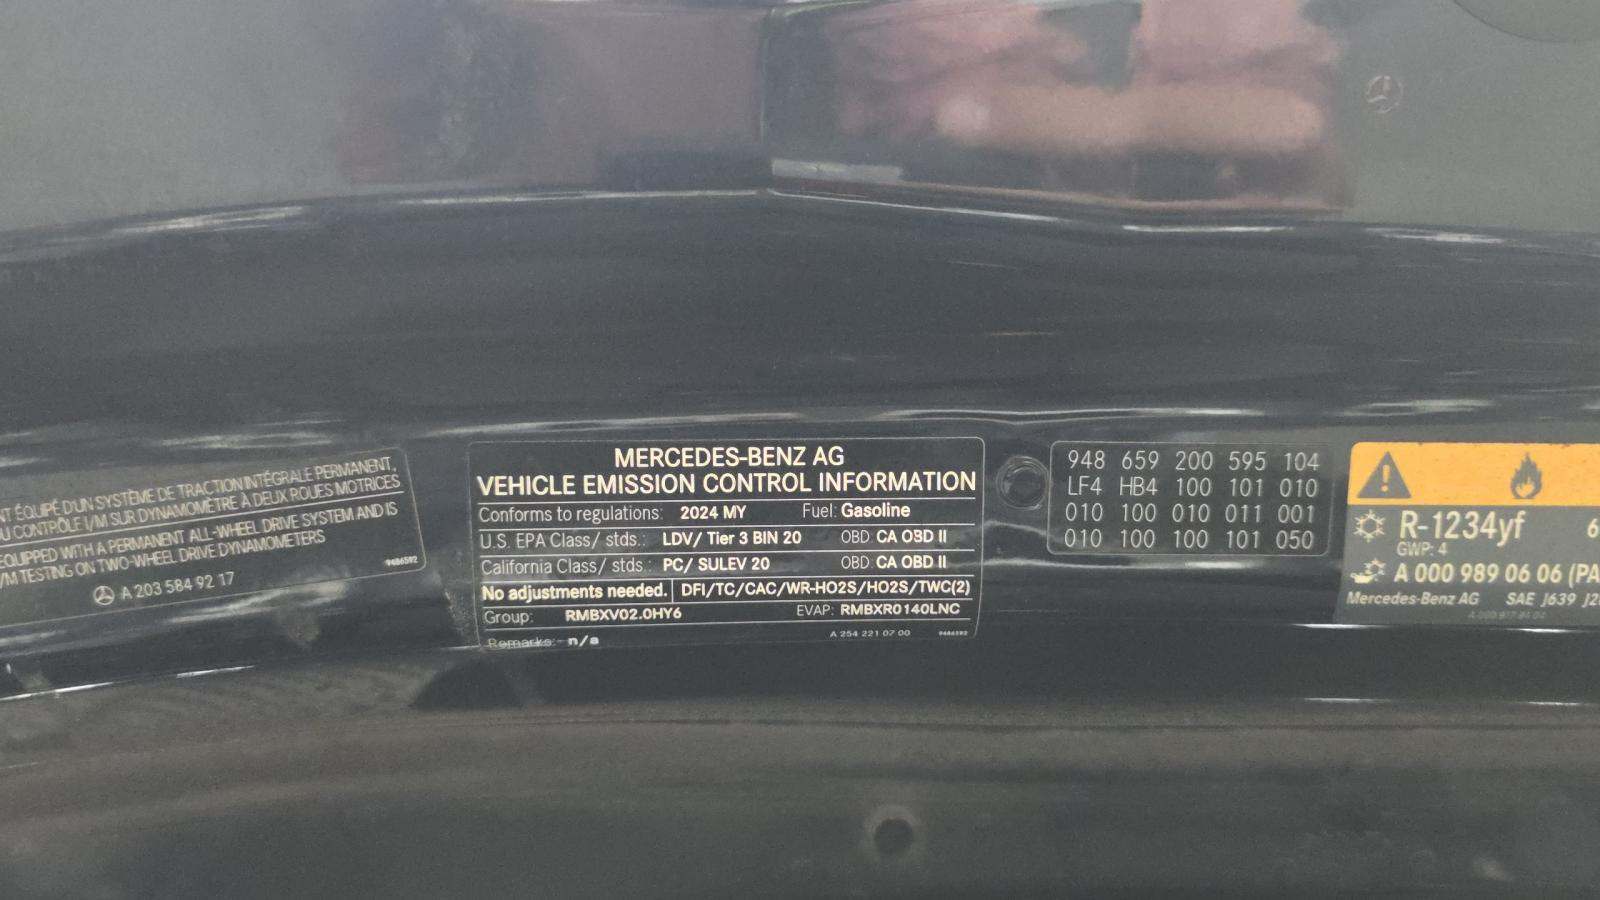 NT ÉQUIPÉ D'UN SYSTÈME DE TRACTION INTÉGRALE PERMANENT,
U CONTRÔLE I/M SUR DYNAMOMÈTRE À DEUX ROUES MOTRICES
EQUIPPED WITH A PERMANENT ALL-WHEEL DRIVE SYSTEM AND IS
/M TESTING ON TWO-WHEEL DRIVE DYNAMOMETERS
A 203 584 92 17
9486592
MERCEDES-BENZ AG
VEHICLE EMISSION CONTROL INFORMATION
Conforms to regulations: 2024 MY Fuel: Gasoline
U.S. EPA Class/ stds.: LDV/ Tier 3 BIN 20 OBD: CA OBD II
California Class/ stds.: PC/ SULEV 20 OBD: CA OBD II
No adjustments needed. DFI/TC/CAC/WR-HO2S/HO2S/TWC(2)
Group: RMBXV02.0HY6 EVAP: RMBXR0140LNC
Remarks: n/a A 254 221 07 00 9486592
948 659 200 595 104
LF4 HB4 100 101 010
010 100 010 011 001
010 100 100 101 050
R-1234yf 6
GWP: 4
A 000 989 06 06 (PA
Mercedes-Benz AG SAE J639 J2